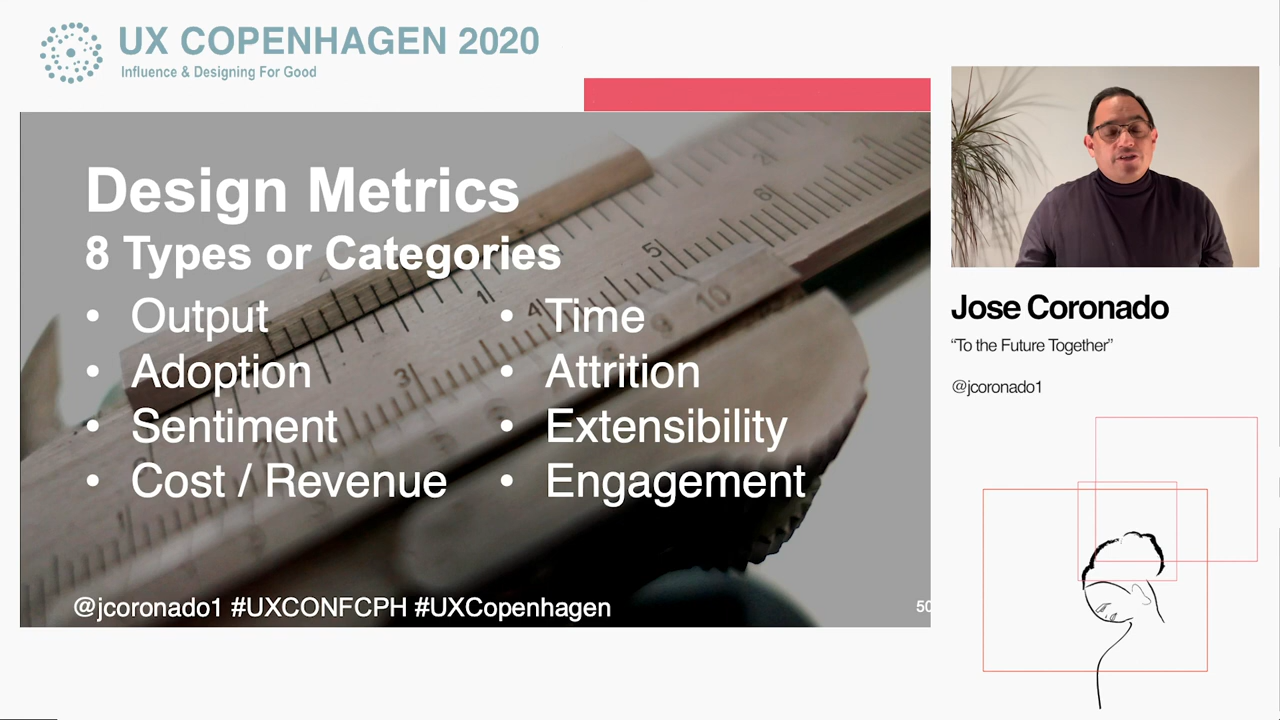 UX COPENHAGEN 2020
Influence & Designing For Good
Design Metrics
8 Types or Categories
• Output
• Adoption
• Sentiment
• Cost / Revenue
• Time
• Attrition
• Extensibility
• Engagement
@jcoronado1 #UXCONFCPH #UXCopenhagen
50
Jose Coronado
“To the Future Together”
@jcoronado1